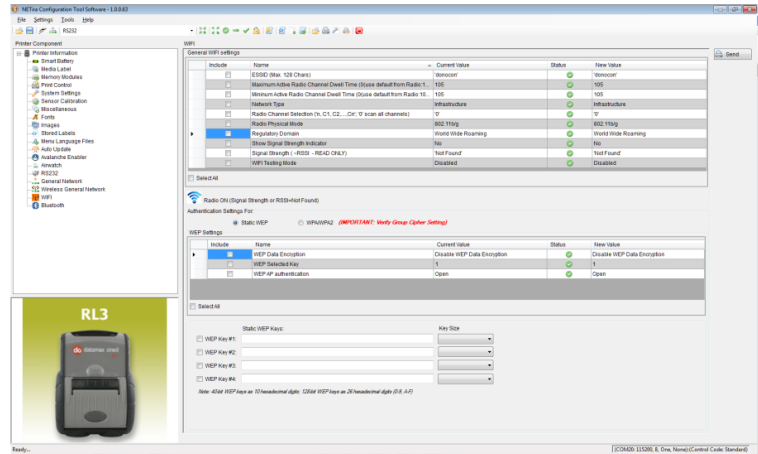 NETira Configuration Tool Software - 1.0.0.63
File Settings Tools Help
RS232
Printer Component
Printer Information
Smart Battery
Media Label
Memory Modules
Print Control
System Settings
Sensor Calibration
Miscellaneous
Fonts
Images
Stored Labels
Menu Language Files
Auto Update
Avalanche Enabler
Airwatch
RS232
General Network
Wireless General Network
WIFI
Bluetooth
WIFI
General WIFI settings
Include Name Current Value Status New Value
ESSID (Max. 128 Chars) 'donocon' 'donocon'
Maximum Active Radio Channel Dwell Time (0(use default from Radio:1... 105 105
Minimum Active Radio Channel Dwell Time (0(use default from Radio:10... 105 105
Network Type Infrastructure Infrastructure
Radio Channel Selection ('n, C1, C2,....Cn'; '0' scan all channels) '0' '0'
Radio Physical Mode 802.11b/g 802.11b/g
Regulatory Domain World Wide Roaming World Wide Roaming
Show Signal Strength Indicator No No
Signal Strength ( ~RSSI - READ ONLY) 'Not Found' 'Not Found'
WIFI Testing Mode Disabled Disabled
Select All
Send
Radio ON (Signal Strength or RSSI=Not Found)
Authentication Settings For:
Static WEP WPA/WPA2 (IMPORTANT: Verify Group Cipher Setting)
WEP Settings
Include Name Current Value Status New Value
WEP Data Encryption Disable WEP Data Encryption Disable WEP Data Encryption
WEP Selected Key 1 1
WEP AP authentication Open Open
Select All
Static WEP Keys: Key Size
WEP Key #1:
WEP Key #2:
WEP Key #3:
WEP Key #4:
Note: 40-bit WEP keys as 10 hexadecimal digits: 128-bit WEP keys as 26 hexadecimal digits (0-9, A-F)
RL3
datamax oneil
Ready...
(COM20: 115200, 8, One, None):(Control Code: Standard)